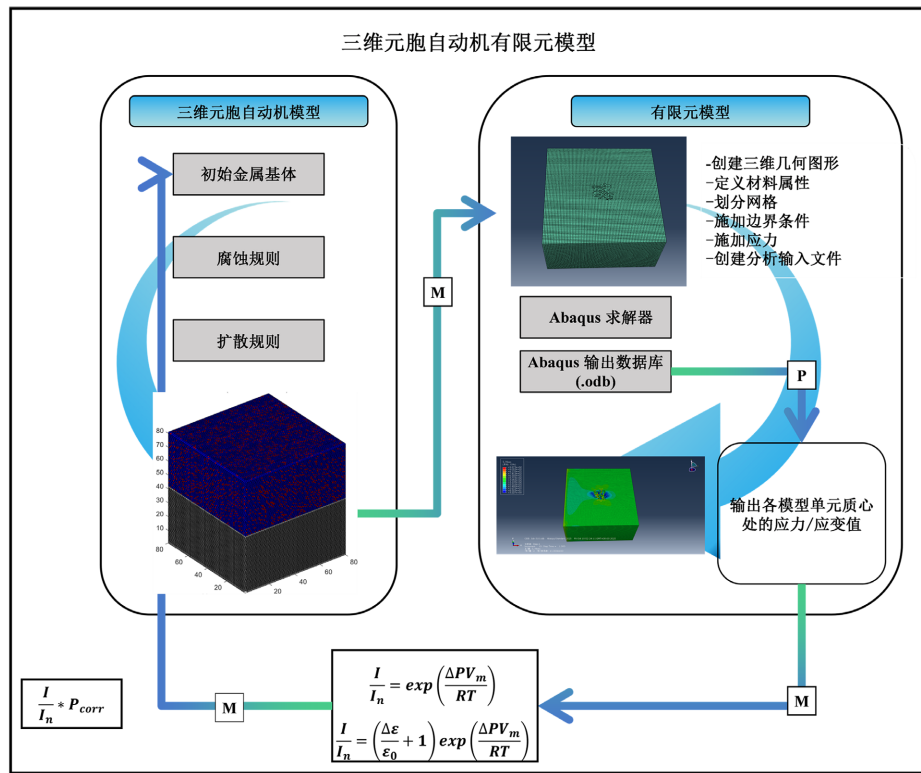 三维元胞自动机有限元模型
三维元胞自动机模型
初始金属基体
腐蚀规则
扩散规则
80
70
60
50
40
30
20
10
80
60
40
20
20
40
60
80
M
有限元模型
-创建三维几何图形
-定义材料属性
-划分网格
-施加边界条件
-施加应力
-创建分析输入文件
Abaqus 求解器
Abaqus 输出数据库
(.odb)
P
输出各模型单元质心
处的应力/应变值
M
I/I_n = exp(ΔPV_m/RT)
I/I_n = (Δε/ε_0 + 1) exp(ΔPV_m/RT)
M
I/I_n * P_corr